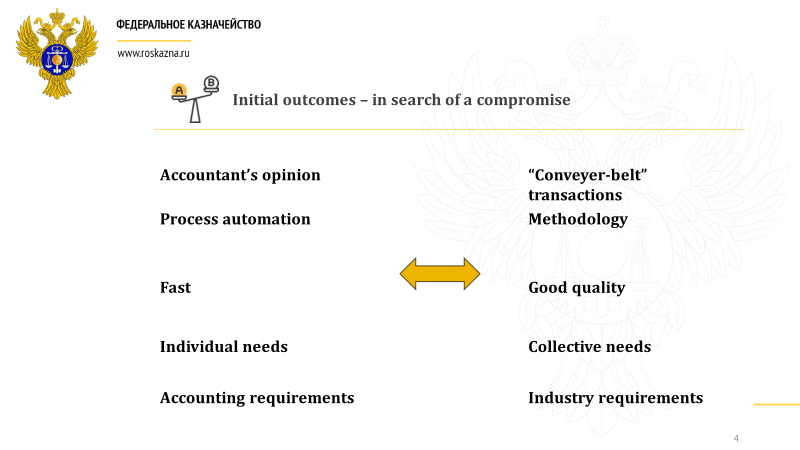 ФЕДЕРАЛЬНОЕ КАЗНАЧЕЙСТВО
www.roskazna.ru
A
B
Initial outcomes – in search of a compromise
Accountant’s opinion
“Conveyer-belt”
transactions
Process automation
Methodology
Fast
Good quality
Individual needs
Collective needs
Accounting requirements
Industry requirements
4